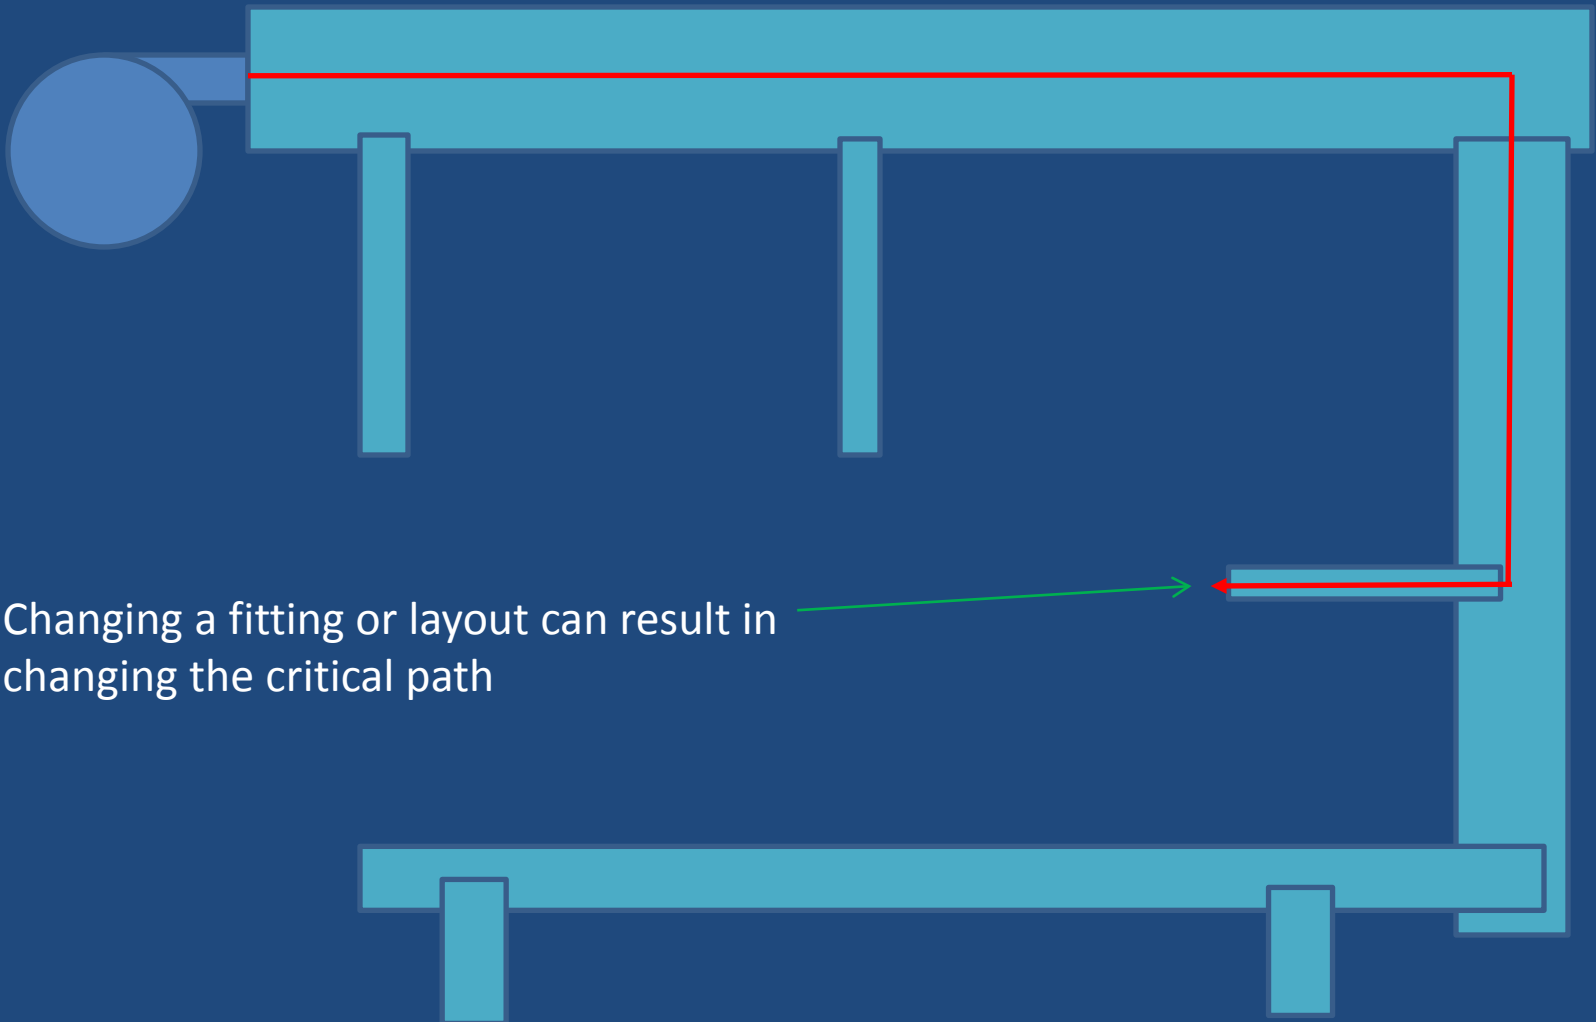 Changing a fitting or layout can result in
changing the critical path